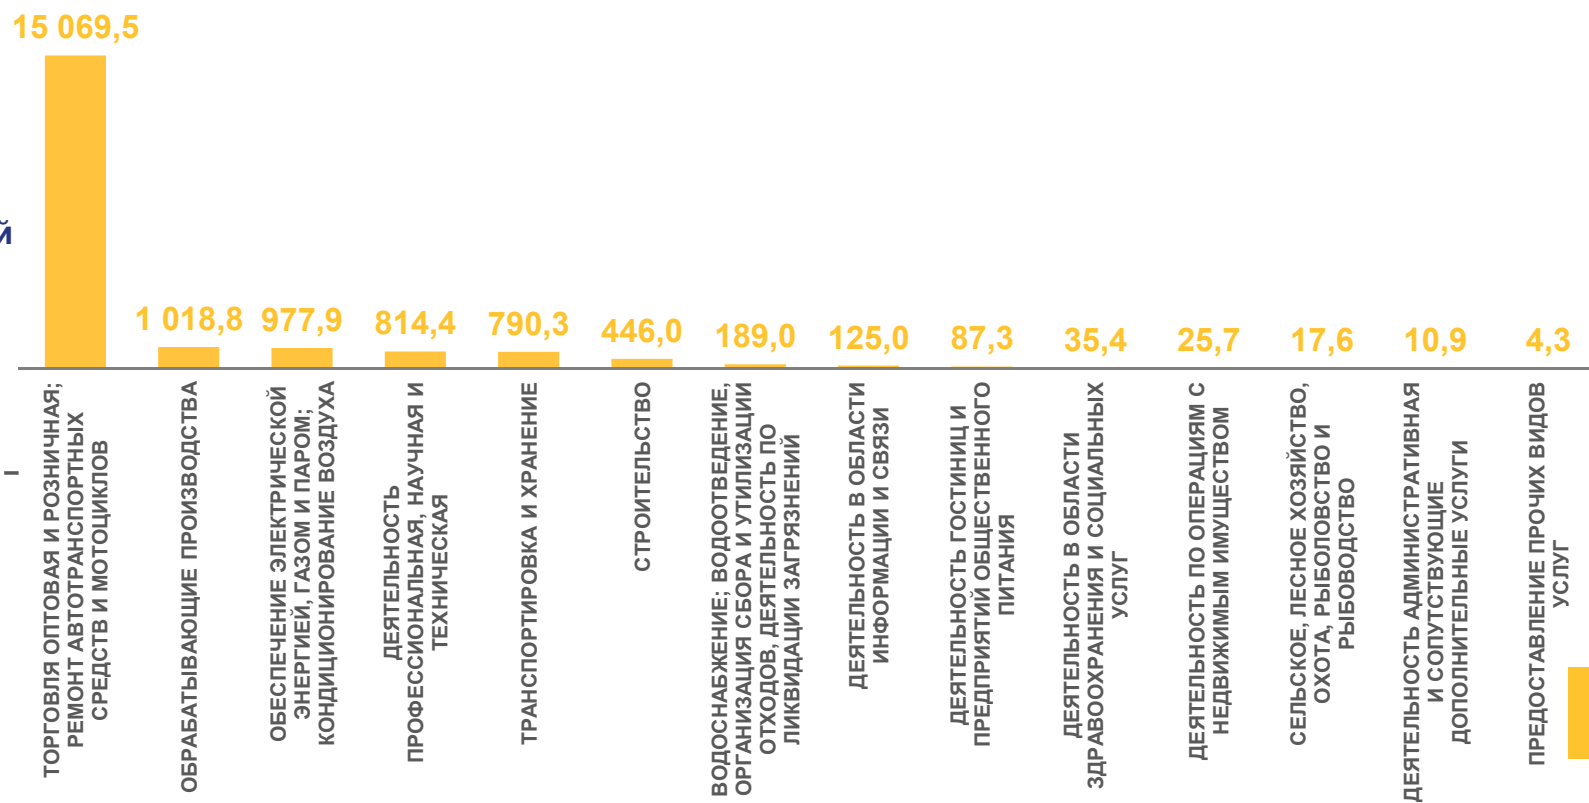 15 069,5
1 018,8
977,9
814,4
790,3
446,0
189,0
125,0
87,3
35,4
25,7
17,6
10,9
4,3
Й
–
ТОРГОВЛЯ ОПТОВАЯ И РОЗНИЧНАЯ;
РЕМОНТ АВТОТРАНСПОРТНЫХ
СРЕДСТВ И МОТОЦИКЛОВ
ОБРАБАТЫВАЮЩИЕ ПРОИЗВОДСТВА
ОБЕСПЕЧЕНИЕ ЭЛЕКТРИЧЕСКОЙ
ЭНЕРГИЕЙ, ГАЗОМ И ПАРОМ;
КОНДИЦИОНИРОВАНИЕ ВОЗДУХА
ДЕЯТЕЛЬНОСТЬ
ПРОФЕССИОНАЛЬНАЯ, НАУЧНАЯ И
ТЕХНИЧЕСКАЯ
ТРАНСПОРТИРОВКА И ХРАНЕНИЕ
СТРОИТЕЛЬСТВО
ВОДОСНАБЖЕНИЕ; ВОДООТВЕДЕНИЕ,
ОРГАНИЗАЦИЯ СБОРА И УТИЛИЗАЦИИ
ОТХОДОВ, ДЕЯТЕЛЬНОСТЬ ПО
ЛИКВИДАЦИИ ЗАГРЯЗНЕНИЙ
ДЕЯТЕЛЬНОСТЬ В ОБЛАСТИ
ИНФОРМАЦИИ И СВЯЗИ
ДЕЯТЕЛЬНОСТЬ ГОСТИНИЦ И
ПРЕДПРИЯТИЙ ОБЩЕСТВЕННОГО
ПИТАНИЯ
ДЕЯТЕЛЬНОСТЬ В ОБЛАСТИ
ЗДРАВООХРАНЕНИЯ И СОЦИАЛЬНЫХ
УСЛУГ
ДЕЯТЕЛЬНОСТЬ ПО ОПЕРАЦИЯМ С
НЕДВИЖИМЫМ ИМУЩЕСТВОМ
СЕЛЬСКОЕ, ЛЕСНОЕ ХОЗЯЙСТВО,
ОХОТА, РЫБОЛОВСТВО И
РЫБОВОДСТВО
ДЕЯТЕЛЬНОСТЬ АДМИНИСТРАТИВНАЯ
И СОПУТСТВУЮЩИЕ
ДОПОЛНИТЕЛЬНЫЕ УСЛУГИ
ПРЕДОСТАВЛЕНИЕ ПРОЧИХ ВИДОВ
УСЛУГ